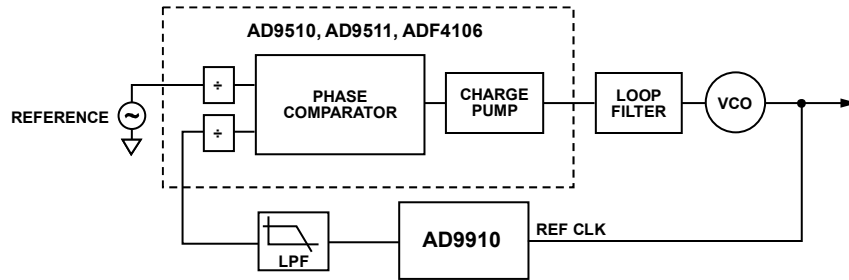 AD9510, AD9511, ADF4106
REFERENCE
~
÷
÷
PHASE
COMPARATOR
CHARGE
PUMP
LOOP
FILTER
VCO
LPF
AD9910
REF CLK